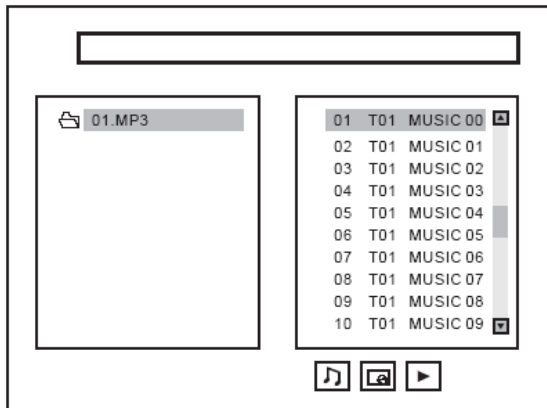 01.MP3
01 T01 MUSIC 00
02 T01 MUSIC 01
03 T01 MUSIC 02
04 T01 MUSIC 03
05 T01 MUSIC 04
06 T01 MUSIC 05
07 T01 MUSIC 06
08 T01 MUSIC 07
09 T01 MUSIC 08
10 T01 MUSIC 09